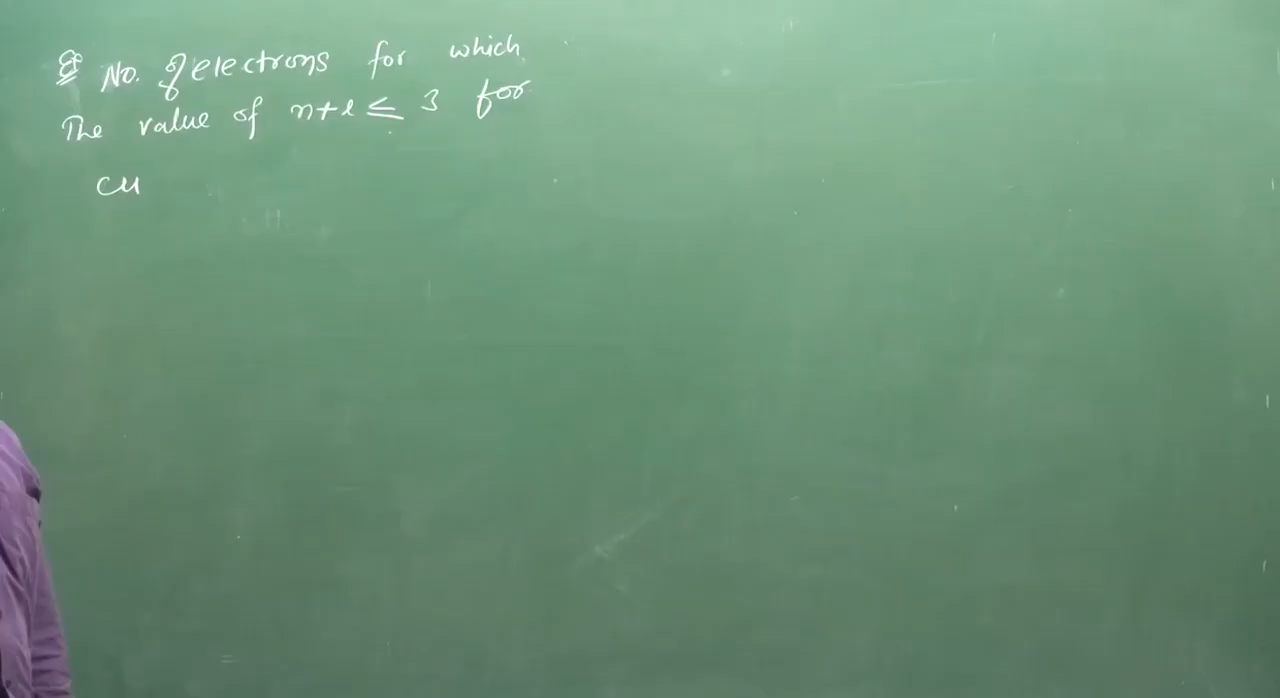 Q No. of electrons for which
The value of n+l ≤ 3 for
Cu